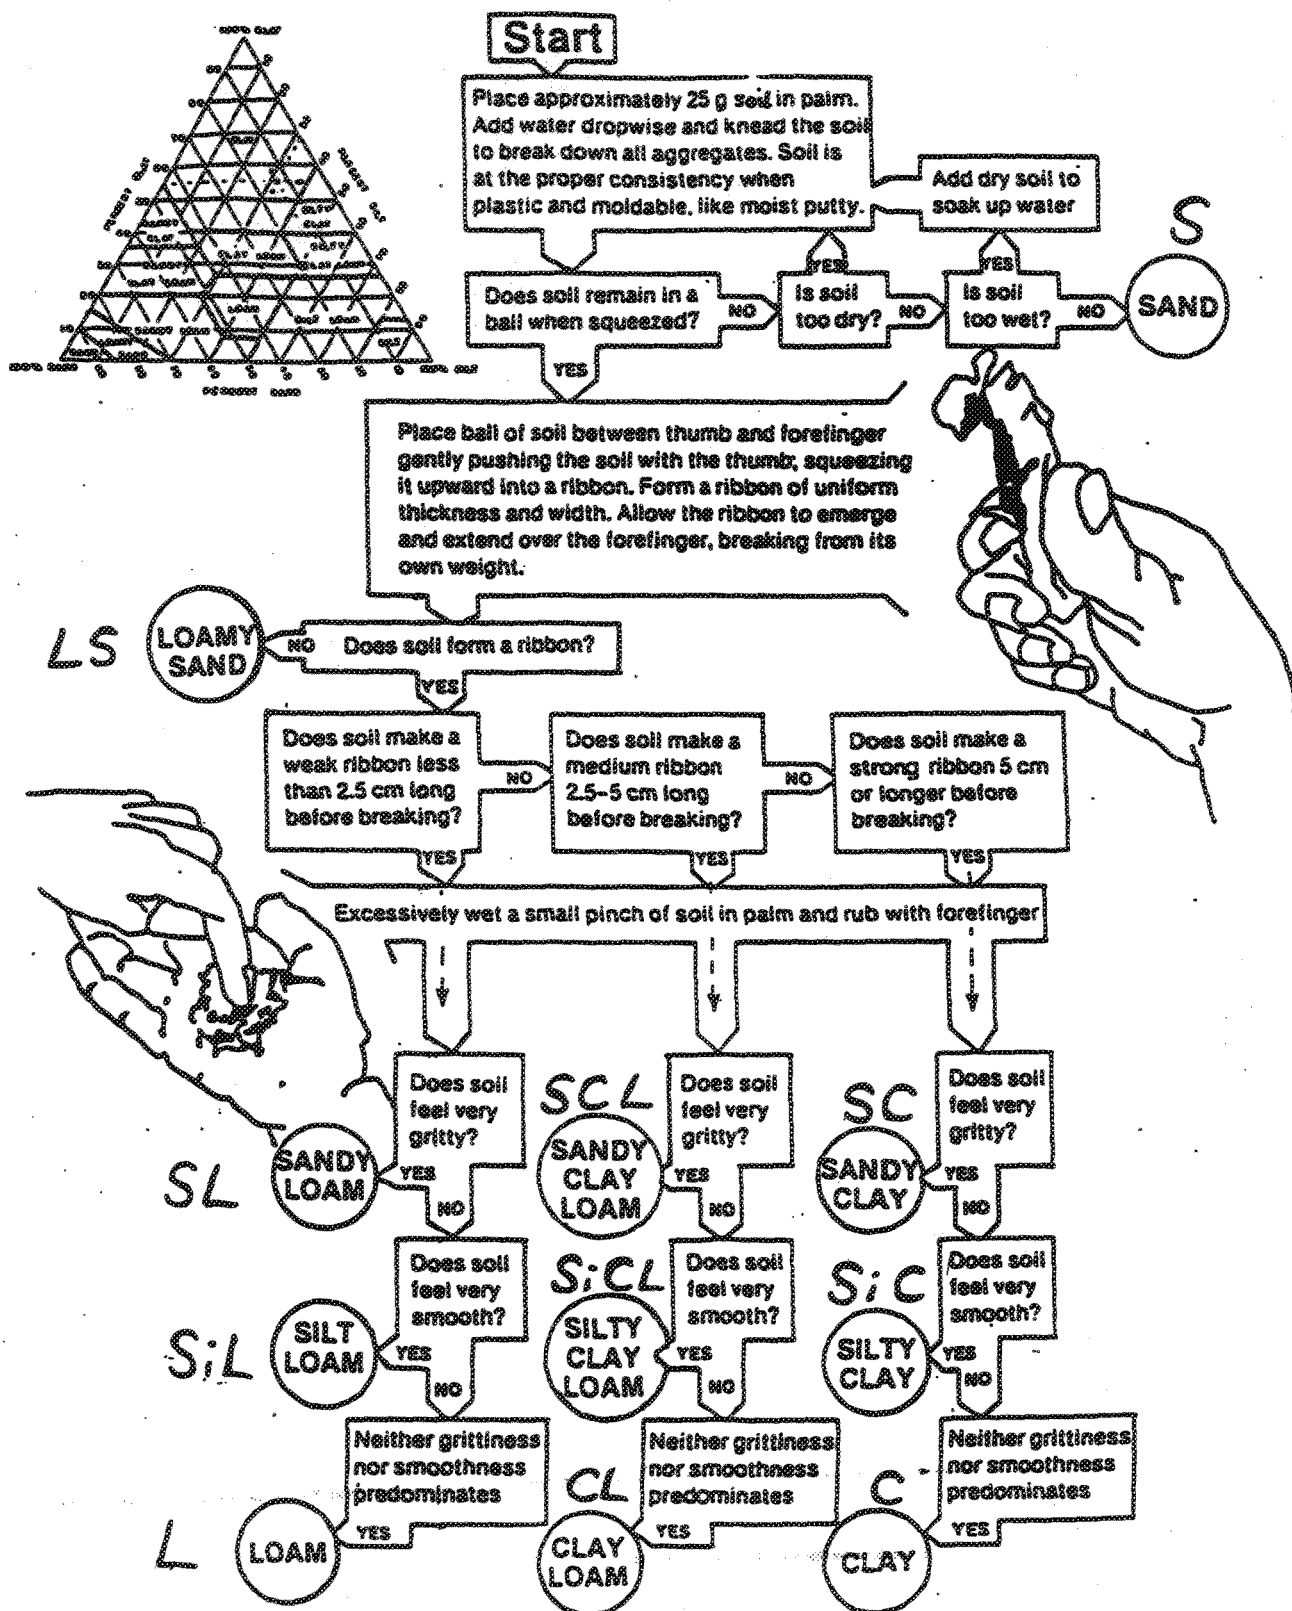 Start
Place approximately 25 g soil in palm.
Add water dropwise and knead the soil
to break down all aggregates. Soil is
at the proper consistency when
plastic and moldable, like moist putty.
Add dry soil to
soak up water
S
YES
YES
Does soil remain in a
ball when squeezed?
NO
Is soil
too dry?
NO
Is soil
too wet?
NO
SAND
YES
Place ball of soil between thumb and forefinger
gently pushing the soil with the thumb, squeezing
it upward into a ribbon. Form a ribbon of uniform
thickness and width. Allow the ribbon to emerge
and extend over the forefinger, breaking from its
own weight.
LS
LOAMY
SAND
NO
Does soil form a ribbon?
YES
Does soil make a
weak ribbon less
than 2.5 cm long
before breaking?
NO
Does soil make a
medium ribbon
2.5–5 cm long
before breaking?
NO
Does soil make a
strong ribbon 5 cm
or longer before
breaking?
YES
YES
YES
Excessively wet a small pinch of soil in palm and rub with forefinger
SL
SANDY
LOAM
YES
Does soil
feel very
gritty?
NO
SCL
SANDY
CLAY
LOAM
YES
Does soil
feel very
gritty?
NO
SC
SANDY
CLAY
YES
Does soil
feel very
gritty?
NO
SiL
SILT
LOAM
YES
Does soil
feel very
smooth?
NO
SiCL
SILTY
CLAY
LOAM
YES
Does soil
feel very
smooth?
NO
SiC
SILTY
CLAY
YES
Does soil
feel very
smooth?
NO
L
LOAM
YES
Neither grittiness
nor smoothness
predominates
CL
CLAY
LOAM
YES
Neither grittiness
nor smoothness
predominates
C
CLAY
YES
Neither grittiness
nor smoothness
predominates